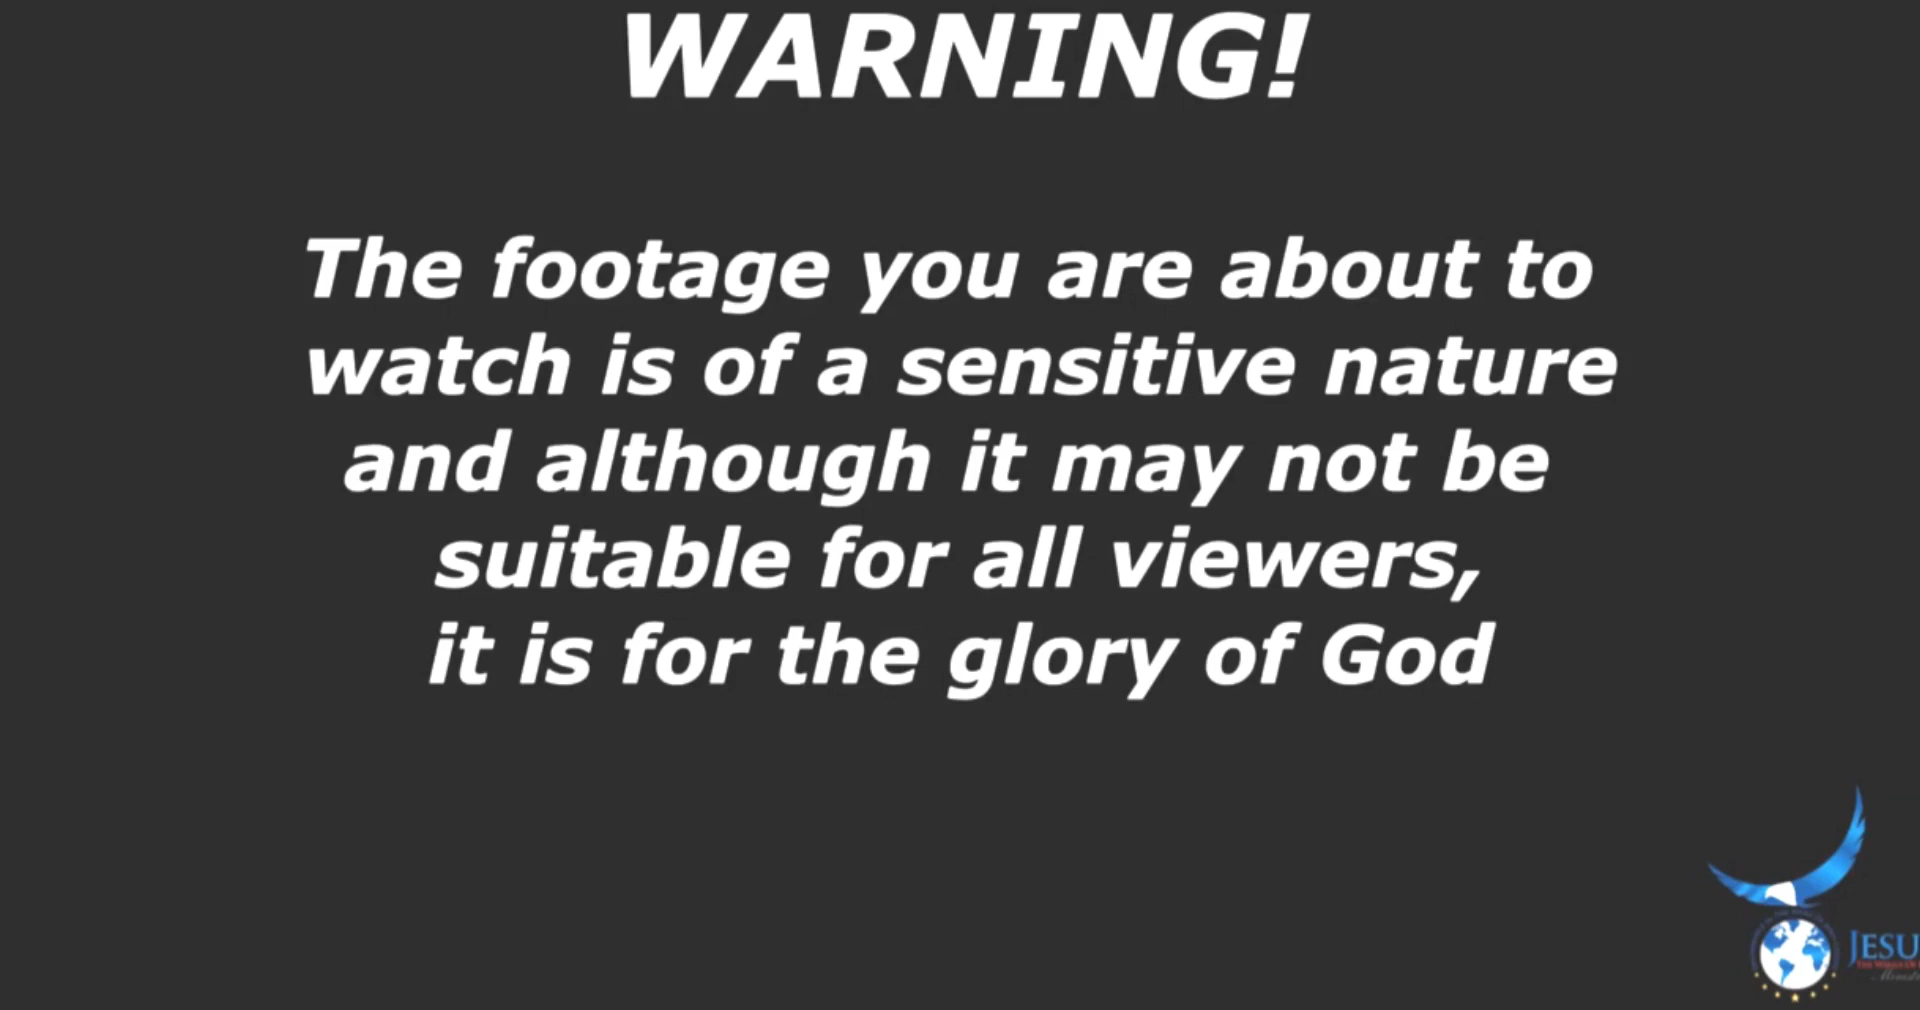 WARNING!
The footage you are about to
watch is of a sensitive nature
and although it may not be
suitable for all viewers,
it is for the glory of God
JESU